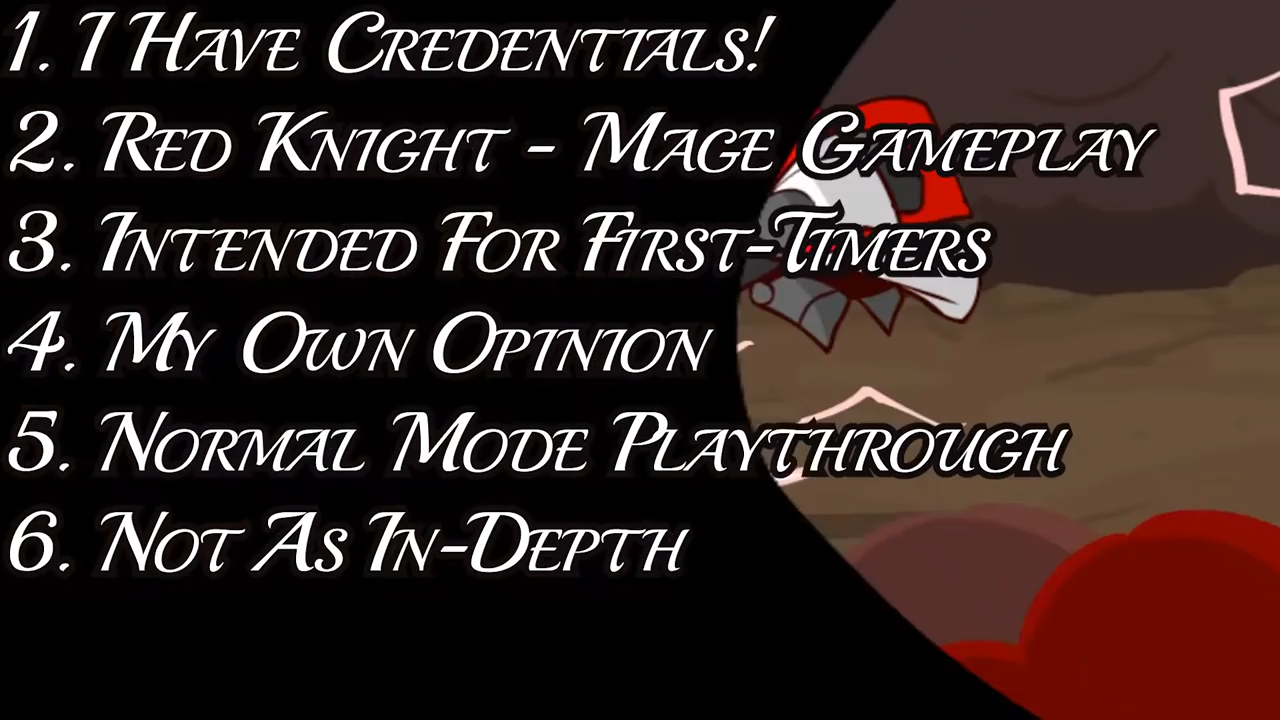 1. I Have Credentials!
2. Red Knight - Mage Gameplay
3. Intended For First-Timers
4. My Own Opinion
5. Normal Mode Playthrough
6. Not As In-Depth